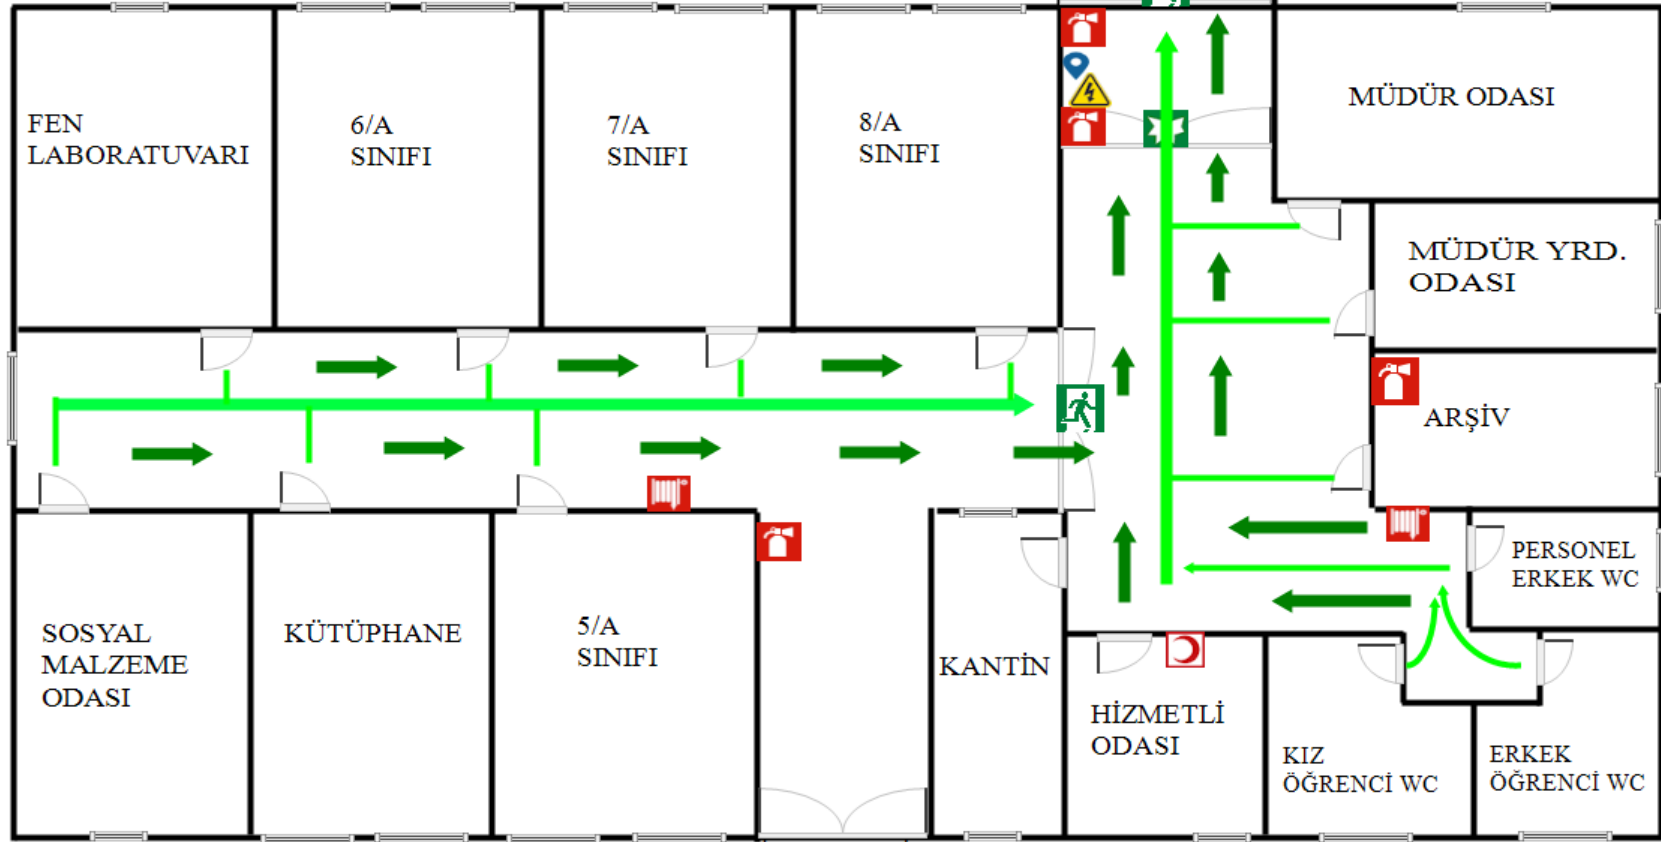 FEN
LABORATUVARI
6/A
SINIFI
7/A
SINIFI
8/A
SINIFI
MÜDÜR ODASI
MÜDÜR YRD.
ODASI
ARŞİV
PERSONEL
ERKEK WC
SOSYAL
MALZEME
ODASI
KÜTÜPHANE
5/A
SINIFI
KANTİN
HİZMETLİ
ODASI
KIZ
ÖĞRENCİ WC
ERKEK
ÖĞRENCİ WC